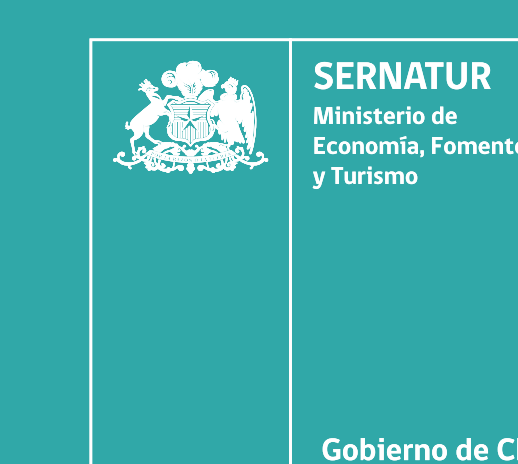 SERNATUR
Ministerio de
Economía, Foment
y Turismo
Gobierno de C